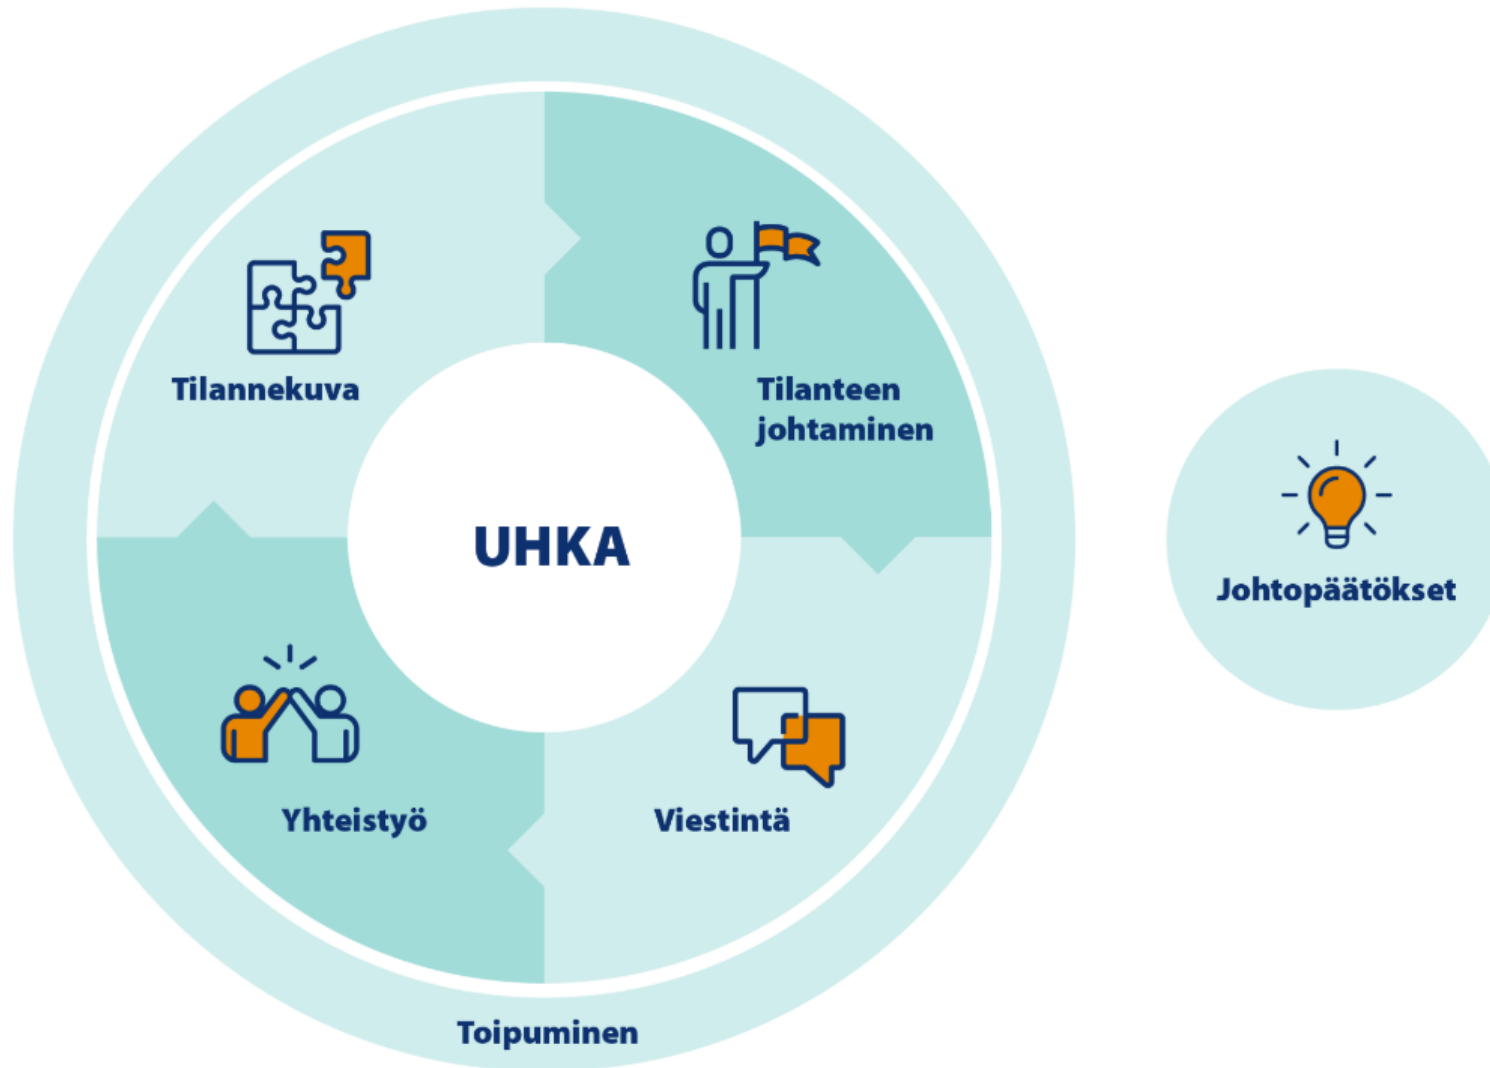 Tilannekuva
Tilanteen
johtaminen
UHKA
Johtopäätökset
Yhteistyö
Viestintä
Toipuminen